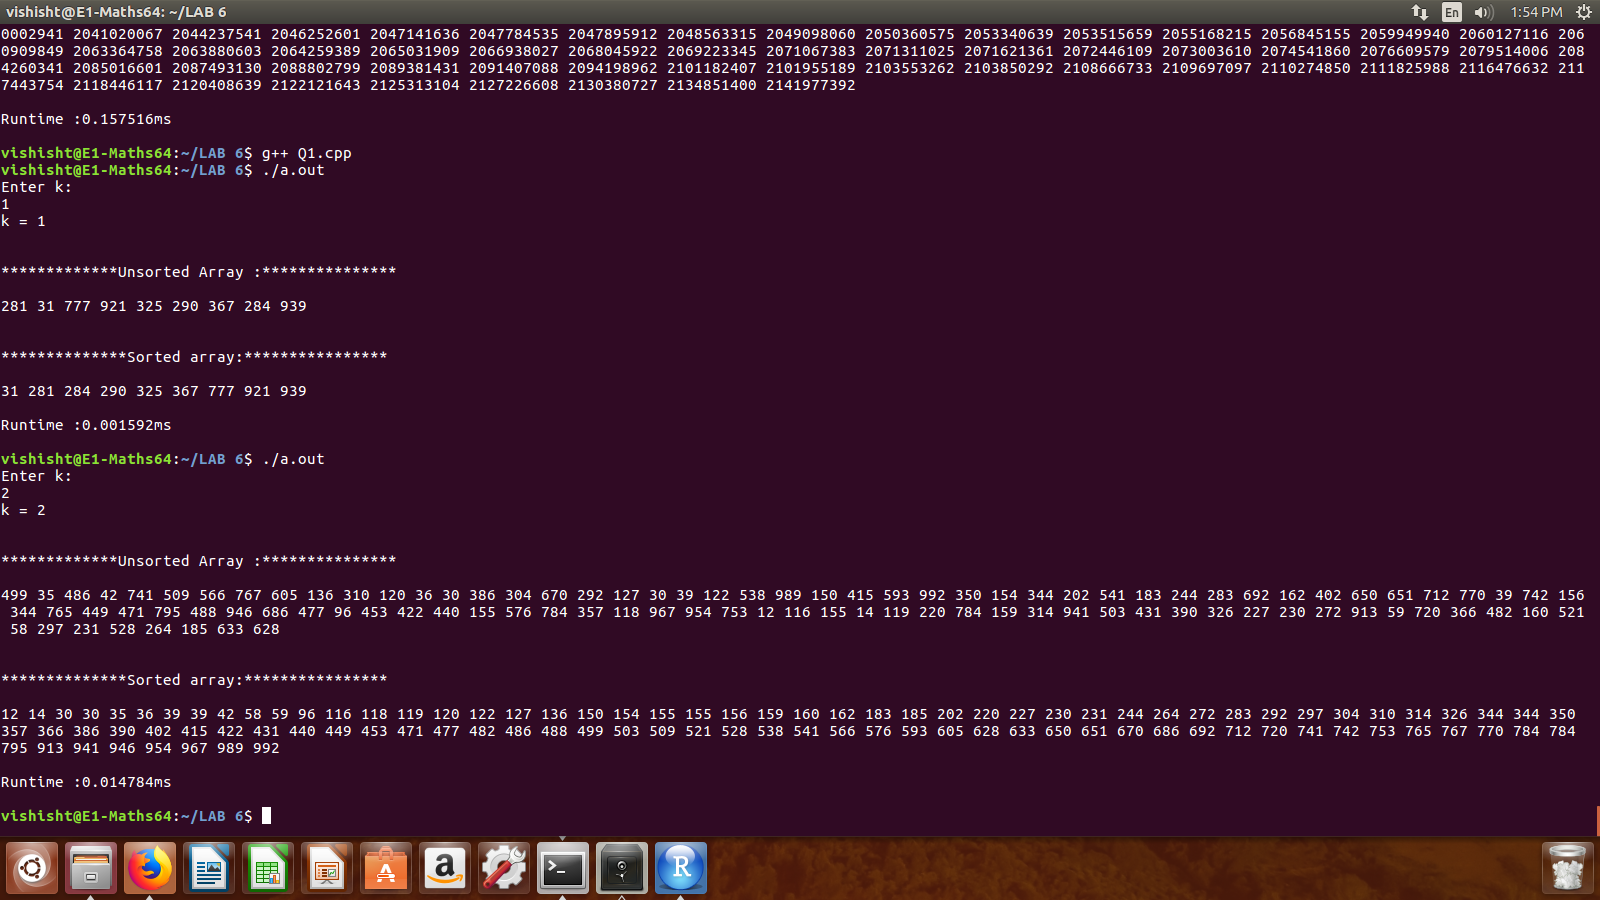 vishisht@E1-Maths64: ~/LAB 6
En
1:54 PM
0002941 2041020067 2044237541 2046252601 2047141636 2047784535 2047895912 2048563315 2049098060 2050360575 2053340639 2053515659 2055168215 2056845155 2059949940 2060127116 206
0909849 2063364758 2063880603 2064259389 2065031909 2066938027 2068045922 2069223345 2071067383 2071311025 2071621361 2072446109 2073003610 2074541860 2076609579 2079514006 208
4260341 2085016601 2087493130 2088802799 2089381431 2091407088 2094198962 2101182407 2101955189 2103553262 2103850292 2108666733 2109697097 2110274850 2111825988 2116476632 211
7443754 2118446117 2120408639 2122121643 2125313104 2127226608 2130380727 2134851400 2141977392
Runtime :0.157516ms
vishisht@E1-Maths64:~/LAB 6$ g++ Q1.cpp
vishisht@E1-Maths64:~/LAB 6$ ./a.out
Enter k:
1
k = 1
*************Unsorted Array :***************
281 31 777 921 325 290 367 284 939
**************Sorted array:****************
31 281 284 290 325 367 777 921 939
Runtime :0.001592ms
vishisht@E1-Maths64:~/LAB 6$ ./a.out
Enter k:
2
k = 2
*************Unsorted Array :***************
499 35 486 42 741 509 566 767 605 136 310 120 36 30 386 304 670 292 127 30 39 122 538 989 150 415 593 992 350 154 344 202 541 183 244 283 692 162 402 650 651 712 770 39 742 156
344 765 449 471 795 488 946 686 477 96 453 422 440 155 576 784 357 118 967 954 753 12 116 155 14 119 220 784 159 314 941 503 431 390 326 227 230 272 913 59 720 366 482 160 521
58 297 231 528 264 185 633 628
**************Sorted array:****************
12 14 30 30 35 36 39 39 42 58 59 96 116 118 119 120 122 127 136 150 154 155 155 156 159 160 162 183 185 202 220 227 230 231 244 264 272 283 292 297 304 310 314 326 344 344 350
357 366 386 390 402 415 422 431 440 449 453 471 477 482 486 488 499 503 509 521 528 538 541 566 576 593 605 628 633 650 651 670 686 692 712 720 741 742 753 765 767 770 784 784
795 913 941 946 954 967 989 992
Runtime :0.014784ms
vishisht@E1-Maths64:~/LAB 6$